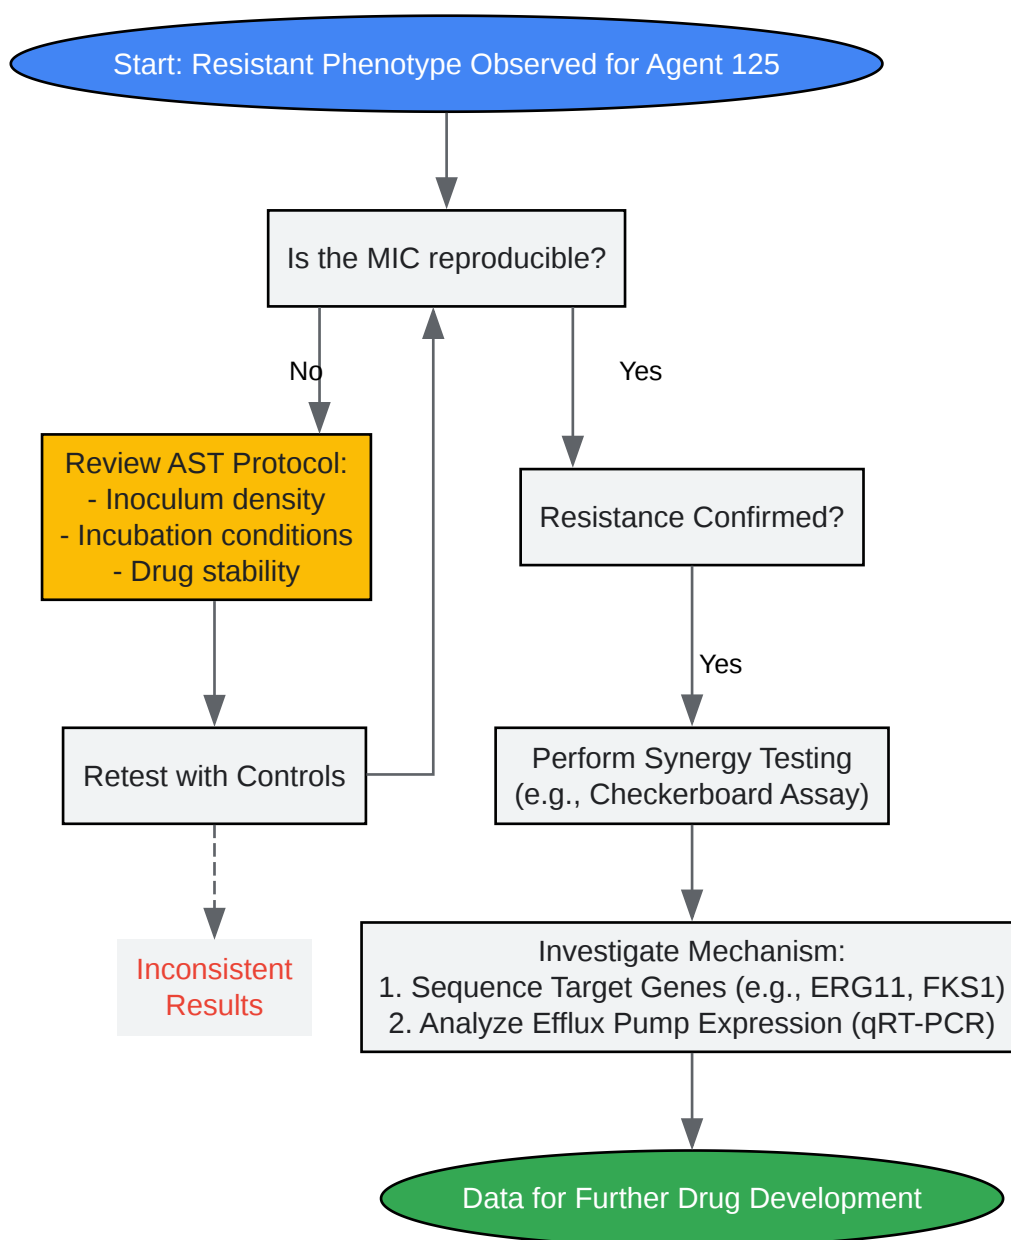 Start: Resistant Phenotype Observed for Agent 125
Is the MIC reproducible?
No
Yes
Review AST Protocol:
- Inoculum density
- Incubation conditions
- Drug stability
Resistance Confirmed?
Yes
Retest with Controls
Perform Synergy Testing
(e.g., Checkerboard Assay)
Inconsistent
Results
Investigate Mechanism:
1. Sequence Target Genes (e.g., ERG11, FKS1)
2. Analyze Efflux Pump Expression (qRT-PCR)
Data for Further Drug Development